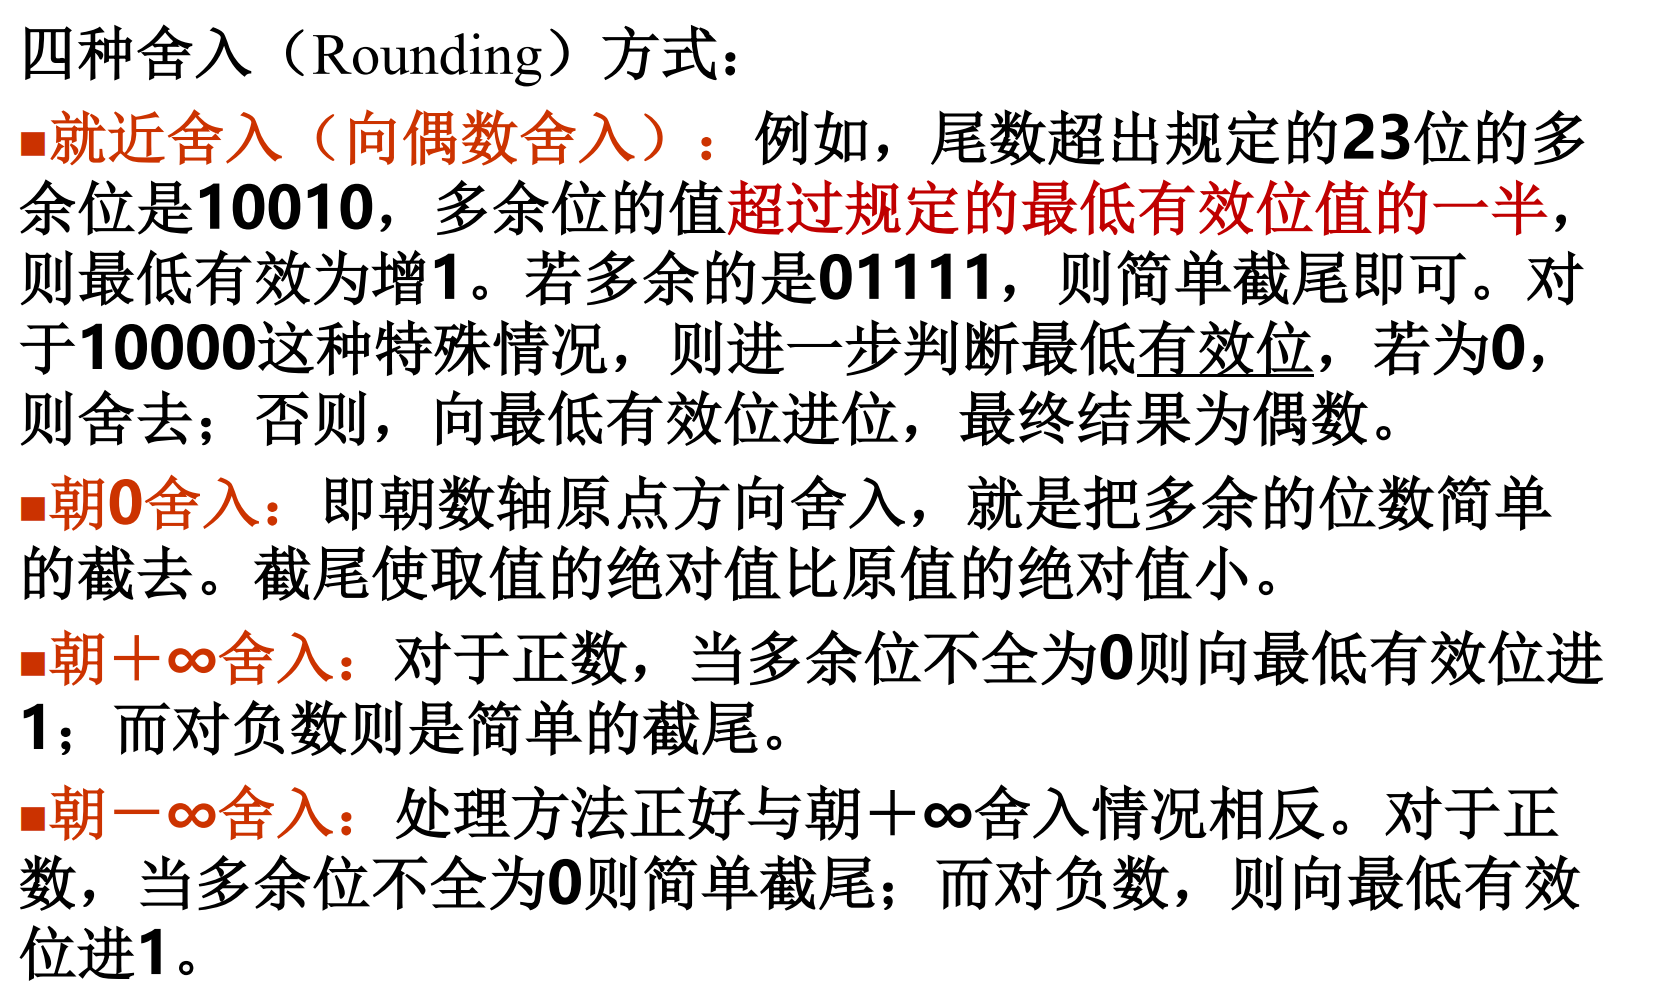 四种舍入（Rounding）方式：
■就近舍入（向偶数舍入）：例如，尾数超出规定的23位的多
余位是10010，多余位的值超过规定的最低有效位值的一半，
则最低有效为增1。若多余的是01111，则简单截尾即可。对
于10000这种特殊情况，则进一步判断最低有效位，若为0，
则舍去；否则，向最低有效位进位，最终结果为偶数。
■朝0舍入：即朝数轴原点方向舍入，就是把多余的位数简单
的截去。截尾使取值的绝对值比原值的绝对值小。
■朝＋∞舍入：对于正数，当多余位不全为0则向最低有效位进
1；而对负数则是简单的截尾。
■朝－∞舍入：处理方法正好与朝＋∞舍入情况相反。对于正
数，当多余位不全为0则简单截尾；而对负数，则向最低有效
位进1。